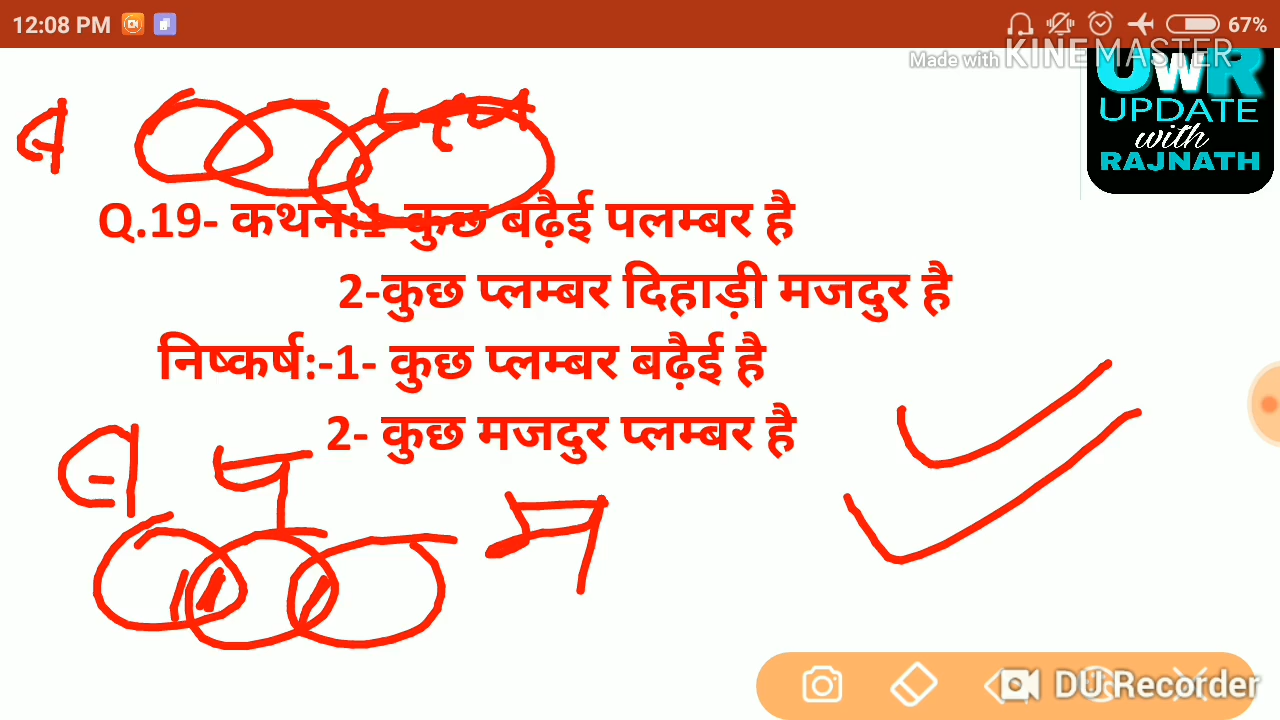 12:08 PM
67%
Made with KINEMASTER
UWR
UPDATE
with
RAJNATH
ब
Q.19- कथन:1-कुछ बढ़ैई पलम्बर है
2-कुछ प्लम्बर दिहाड़ी मजदुर है
निष्कर्ष:-1- कुछ प्लम्बर बढ़ैई है
2- कुछ मजदुर प्लम्बर है
ब प म
DU Recorder